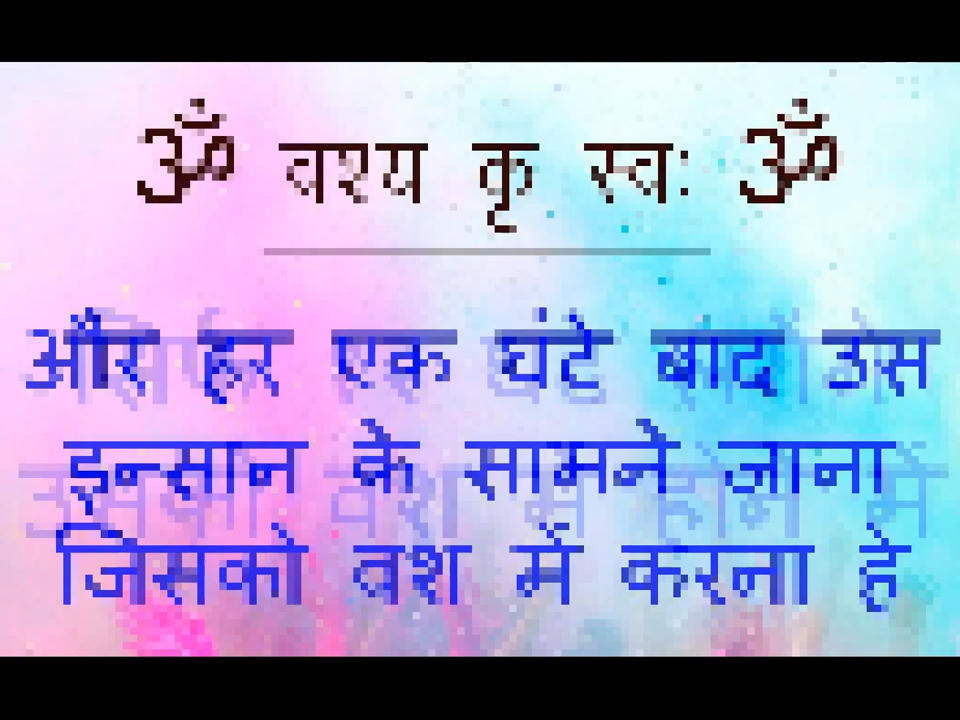 ॐ वश्य कृ स्वः ॐ
और हर एक घंटे बाद उस
इन्सान के सामने जाना
जिसको वश में करना हे